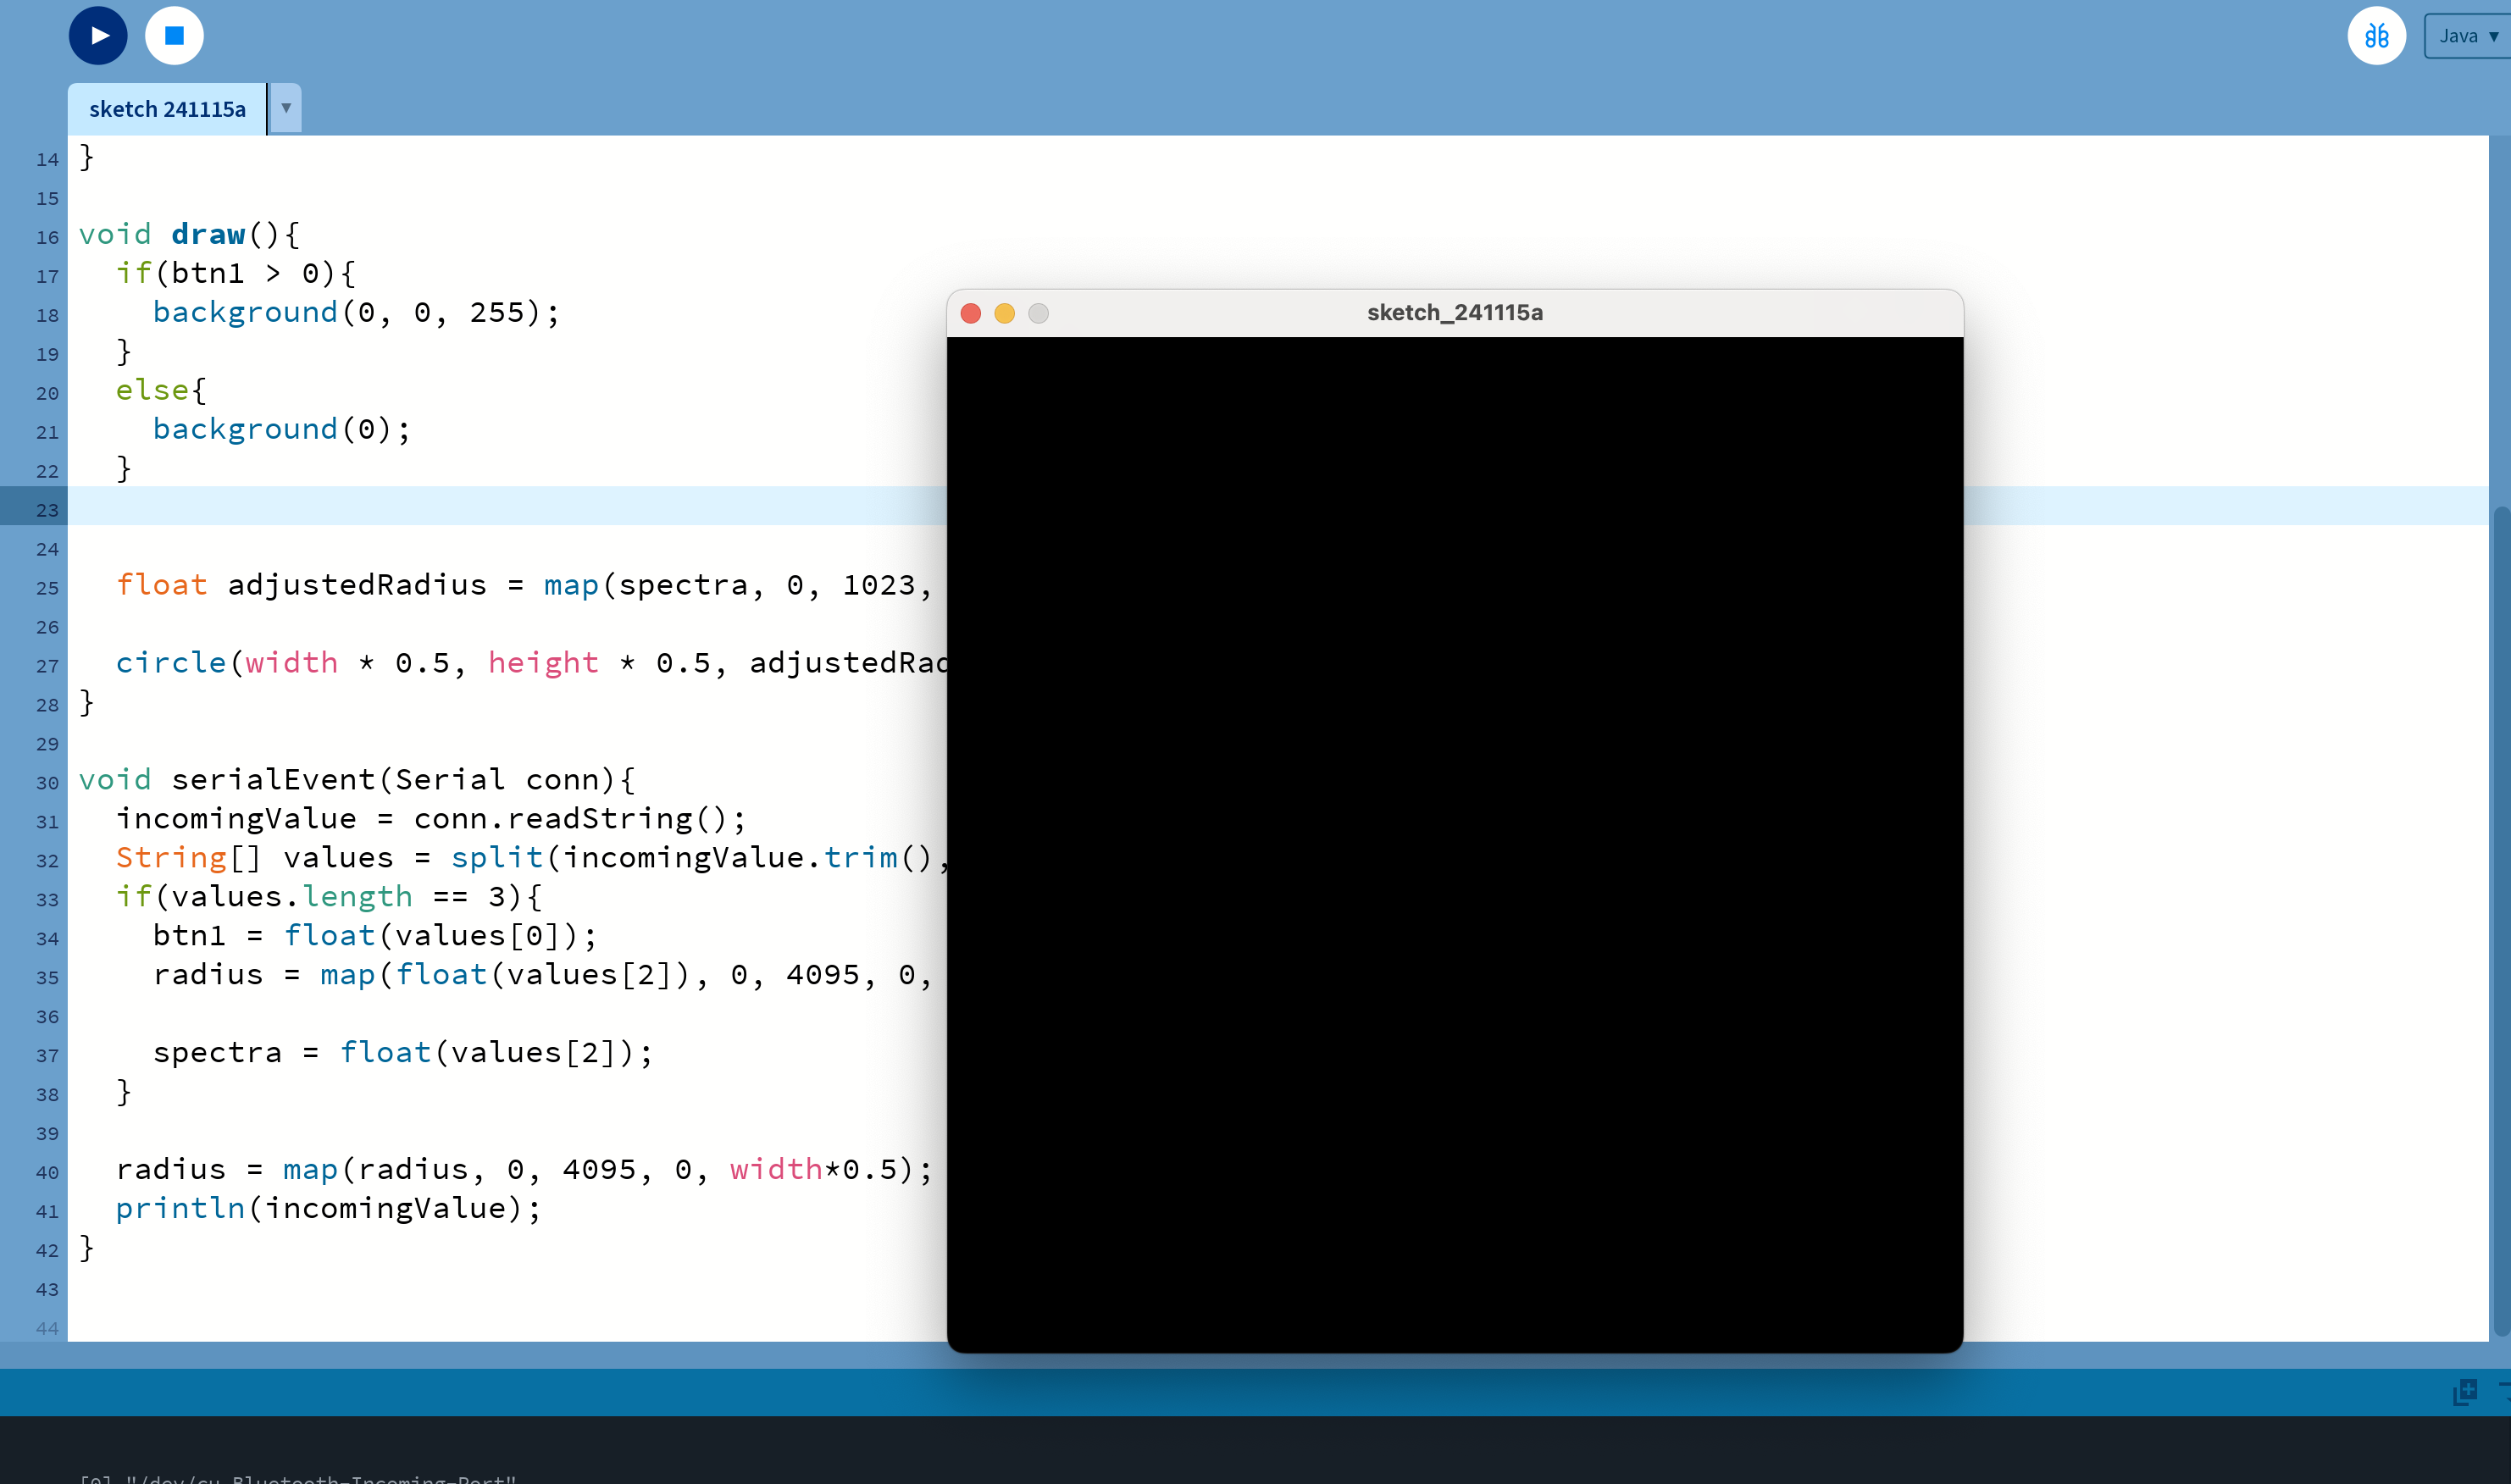 Java ▼
sketch 241115a ▼
14 }
15
16 void draw(){
17 if(btn1 > 0){
18 background(0, 0, 255);
19 }
20 else{
21 background(0);
22 }
23
24
25 float adjustedRadius = map(spectra, 0, 1023,
26
27 circle(width * 0.5, height * 0.5, adjustedRad
28 }
29
30 void serialEvent(Serial conn){
31 incomingValue = conn.readString();
32 String[] values = split(incomingValue.trim(),
33 if(values.length == 3){
34 btn1 = float(values[0]);
35 radius = map(float(values[2]), 0, 4095, 0,
36
37 spectra = float(values[2]);
38 }
39
40 radius = map(radius, 0, 4095, 0, width*0.5);
41 println(incomingValue);
42 }
43
44
sketch_241115a
[0] "/dev/cu.Bluetooth-Incoming-Port"